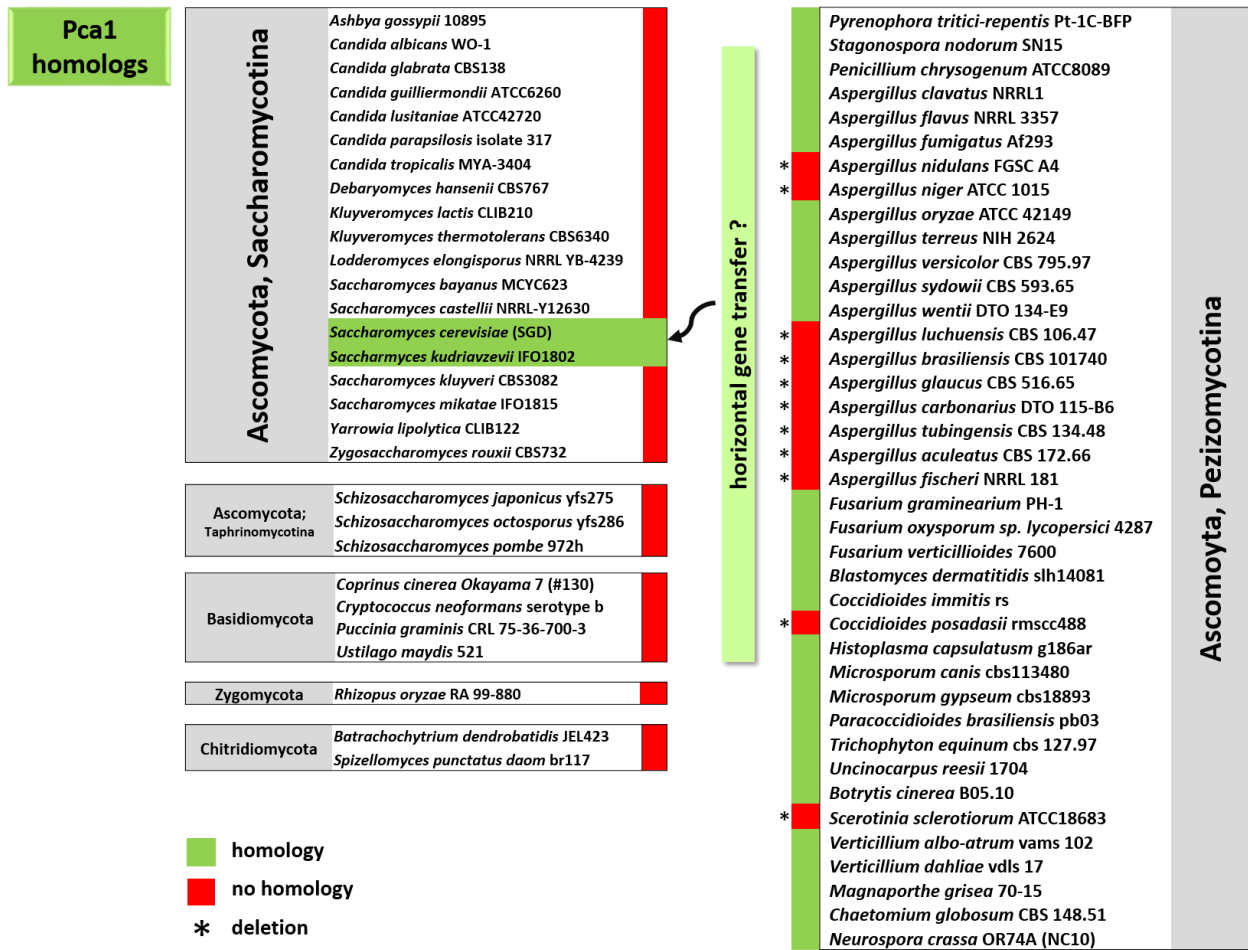 Pca1
homologs
Ascomycota, Saccharomycotina
Ashbya gossypii 10895
Candida albicans WO-1
Candida glabrata CBS138
Candida guilliermondii ATCC6260
Candida lusitaniae ATCC42720
Candida parapsilosis isolate 317
Candida tropicalis MYA-3404
Debaryomyces hansenii CBS767
Kluyveromyces lactis CLIB210
Kluyveromyces thermotolerans CBS6340
Lodderomyces elongisporus NRRL YB-4239
Saccharomyces bayanus MCYC623
Saccharomyces castellii NRRL-Y12630
Saccharomyces cerevisiae (SGD)
Saccharmyces kudriavzevii IFO1802
Saccharomyces kluyveri CBS3082
Saccharomyces mikatae IFO1815
Yarrowia lipolytica CLIB122
Zygosaccharomyces rouxii CBS732
Ascomycota;
Taphrinomycotina
Schizosaccharomyces japonicus yfs275
Schizosaccharomyces octosporus yfs286
Schizosaccharomyces pombe 972h
Basidiomycota
Coprinus cinerea Okayama 7 (#130)
Cryptococcus neoformans serotype b
Puccinia graminis CRL 75-36-700-3
Ustilago maydis 521
Zygomycota
Rhizopus oryzae RA 99-880
Chitridiomycota
Batrachochytrium dendrobatidis JEL423
Spizellomyces punctatus daom br117
homology
no homology
* deletion
horizontal gene transfer ?
Pyrenophora tritici-repentis Pt-1C-BFP
Stagonospora nodorum SN15
Penicillium chrysogenum ATCC8089
Aspergillus clavatus NRRL1
Aspergillus flavus NRRL 3357
Aspergillus fumigatus Af293
* Aspergillus nidulans FGSC A4
* Aspergillus niger ATCC 1015
Aspergillus oryzae ATCC 42149
Aspergillus terreus NIH 2624
Aspergillus versicolor CBS 795.97
Aspergillus sydowii CBS 593.65
Aspergillus wentii DTO 134-E9
* Aspergillus luchuensis CBS 106.47
* Aspergillus brasiliensis CBS 101740
* Aspergillus glaucus CBS 516.65
* Aspergillus carbonarius DTO 115-B6
* Aspergillus tubingensis CBS 134.48
* Aspergillus aculeatus CBS 172.66
* Aspergillus fischeri NRRL 181
Fusarium graminearium PH-1
Fusarium oxysporum sp. lycopersici 4287
Fusarium verticillioides 7600
Blastomyces dermatitidis slh14081
Coccidioides immitis rs
* Coccidioides posadasii rmscc488
Histoplasma capsulatusm g186ar
Microsporum canis cbs113480
Microsporum gypseum cbs18893
Paracoccidioides brasiliensis pb03
Trichophyton equinum cbs 127.97
Uncinocarpus reesii 1704
Botrytis cinerea B05.10
* Scerotinia sclerotiorum ATCC18683
Verticillium albo-atrum vams 102
Verticillium dahliae vdls 17
Magnaporthe grisea 70-15
Chaetomium globosum CBS 148.51
Neurospora crassa OR74A (NC10)
Ascomoyta, Pezizomycotina